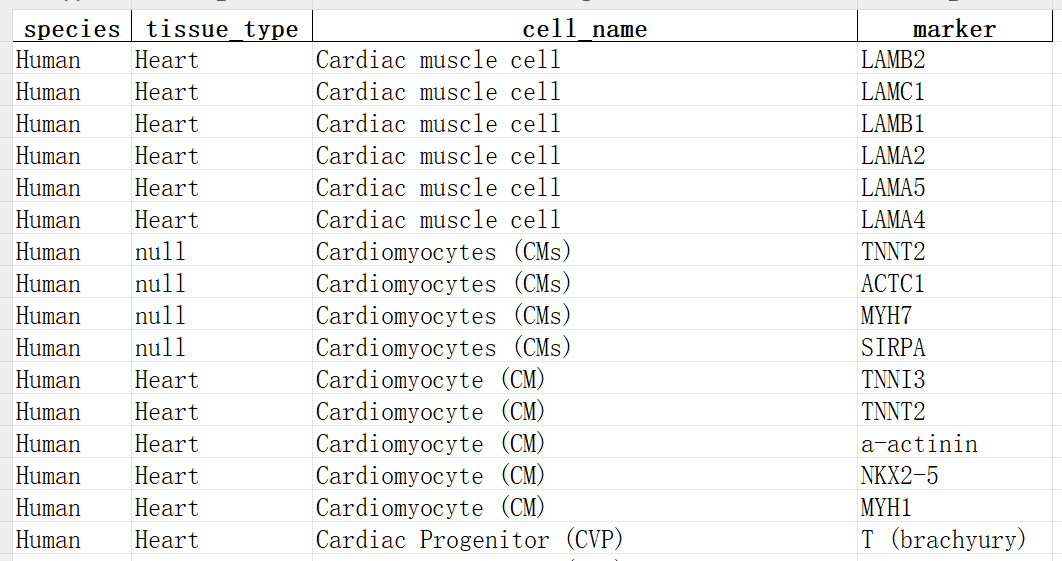 species tissue_type cell_name marker
Human Heart Cardiac muscle cell LAMB2
Human Heart Cardiac muscle cell LAMC1
Human Heart Cardiac muscle cell LAMB1
Human Heart Cardiac muscle cell LAMA2
Human Heart Cardiac muscle cell LAMA5
Human Heart Cardiac muscle cell LAMA4
Human null Cardiomyocytes (CMs) TNNT2
Human null Cardiomyocytes (CMs) ACTC1
Human null Cardiomyocytes (CMs) MYH7
Human null Cardiomyocytes (CMs) SIRPA
Human Heart Cardiomyocyte (CM) TNNI3
Human Heart Cardiomyocyte (CM) TNNT2
Human Heart Cardiomyocyte (CM) a-actinin
Human Heart Cardiomyocyte (CM) NKX2-5
Human Heart Cardiomyocyte (CM) MYH1
Human Heart Cardiac Progenitor (CVP) T (brachyury)